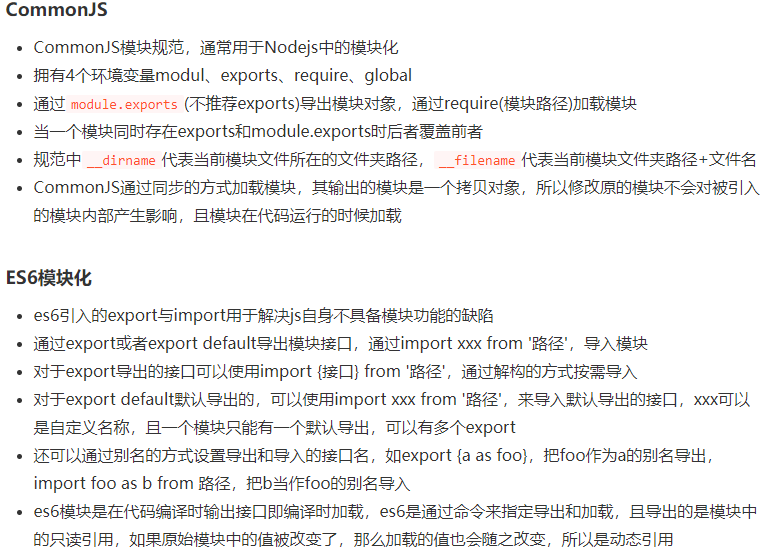 CommonJS
CommonJS模块规范，通常用于Nodejs中的模块化
拥有4个环境变量modul、exports、require、global
通过 module.exports (不推荐exports)导出模块对象，通过require(模块路径)加载模块
当一个模块同时存在exports和module.exports时后者覆盖前者
规范中 __dirname 代表当前模块文件所在的文件夹路径， __filename 代表当前模块文件夹路径+文件名
CommonJS通过同步的方式加载模块，其输出的模块是一个拷贝对象，所以修改原的模块不会对被引入
的模块内部产生影响，且模块在代码运行的时候加载
ES6模块化
es6引入的export与import用于解决js自身不具备模块功能的缺陷
通过export或者export default导出模块接口，通过import xxx from '路径'，导入模块
对于export导出的接口可以使用import {接口} from '路径'，通过解构的方式按需导入
对于export default默认导出的，可以使用import xxx from '路径'，来导入默认导出的接口，xxx可以
是自定义名称，且一个模块只能有一个默认导出，可以有多个export
还可以通过别名的方式设置导出和导入的接口名，如export {a as foo}，把foo作为a的别名导出，
import foo as b from 路径，把b当作foo的别名导入
es6模块是在代码编译时输出接口即编译时加载，es6是通过命令来指定导出和加载，且导出的是模块中
的只读引用，如果原始模块中的值被改变了，那么加载的值也会随之改变，所以是动态引用